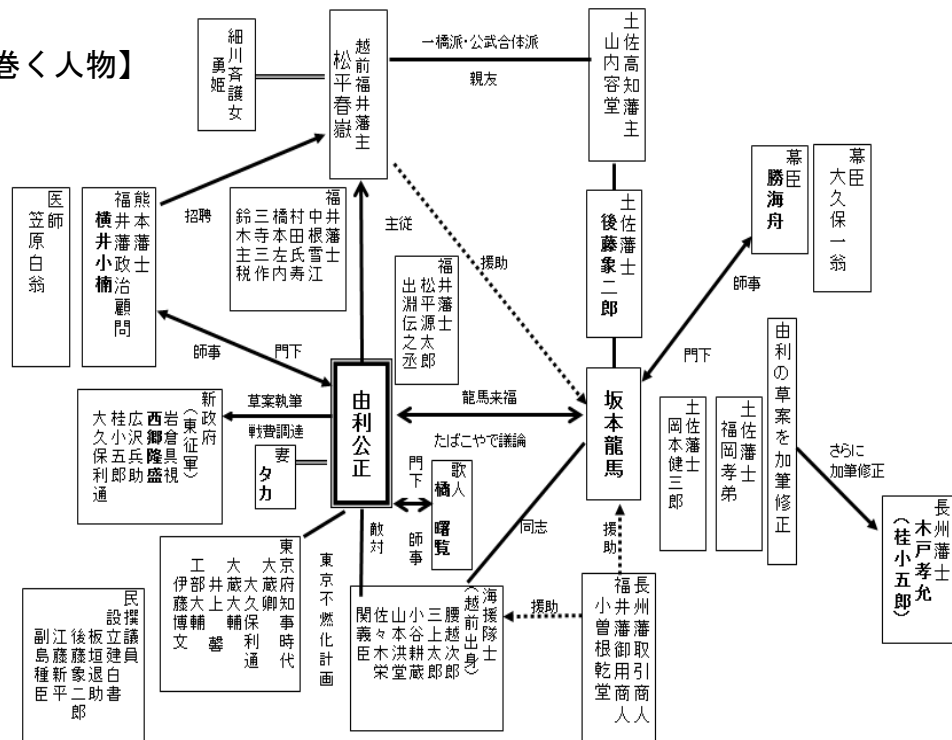 巻く人物】
細川斉護女
勇姫
越前福井藩主
松平春嶽
一橋派・公武合体派
親友
土佐高知藩主
山内容堂
幕臣
勝海舟
幕臣
大久保一翁
医師
笠原白翁
熊本藩士
福井藩政治顧問
横井小楠
招聘
福井藩士
中根雪江
村田氏寿
橋本左内
三寺三作
鈴木主税
主従
援助
土佐藩士
後藤象二郎
師事
門下
福井藩士
松平源太郎
出淵伝之丞
師事
門下
由利公正
龍馬来福
たばこやで議論
坂本龍馬
土佐藩士
岡本健三郎
土佐藩士
福岡孝弟
由利の草案を加筆修正
さらに
加筆修正
長州藩士
木戸孝允
(桂小五郎)
新政府
(東征軍)
岩倉具視
西郷隆盛
広沢兵助
桂小五郎
大久保利通
草案執筆
戦費調達
妻
タカ
門下
師事
歌人
橘 曙覧
敵対
同志
援助
東京不燃化計画
東京府知事時代
大蔵卿
大久保利通
大蔵大輔
井上 馨
工部大輔
伊藤博文
民撰議員
設立建白書
板垣退助
後藤象二郎
江藤新平
副島種臣
海援隊士
(越前出身)
腰越次郎
三上太郎
小谷耕蔵
山本洪堂
佐々木栄
関義臣
援助
長州藩取引商人
福井藩御用商人
小曽根乾堂